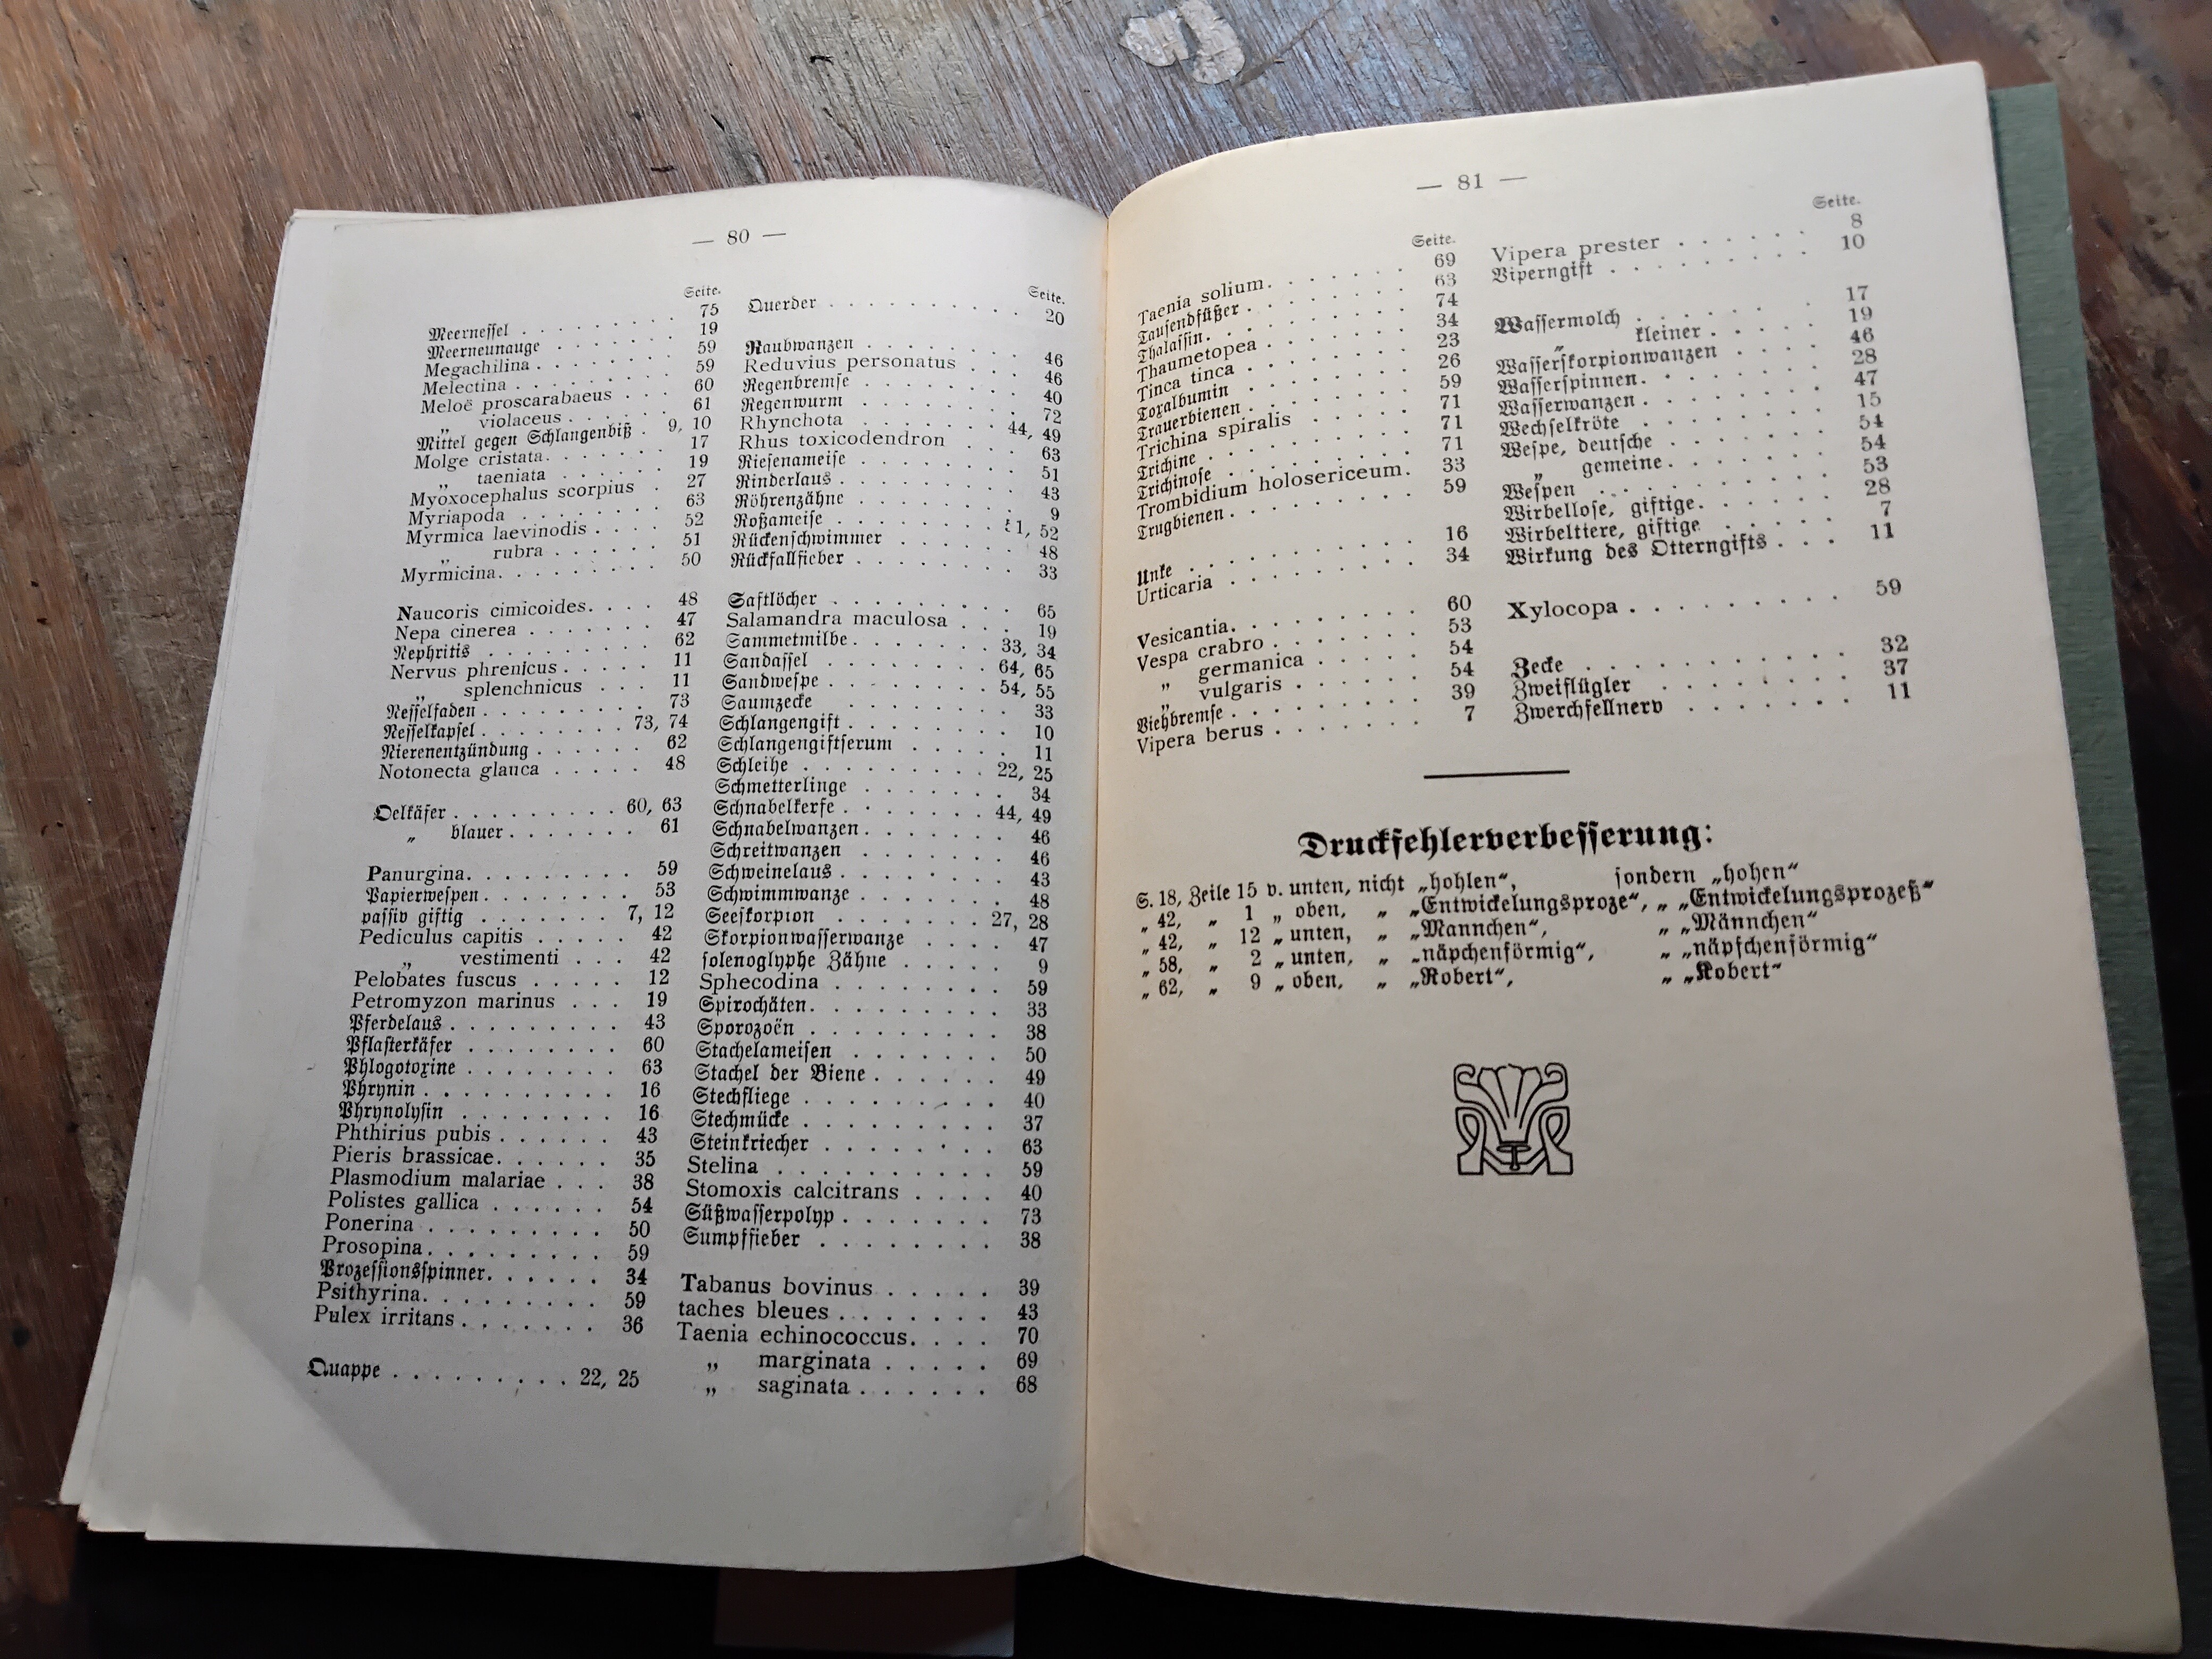 — 80 —
Seite.
Meernessel . . . . . . . . 75
Meerneunauge . . . . . . . 19
Megachilina . . . . . . . . 59
Melectina . . . . . . . . . 59
Meloë proscarabaeus . . . 60
„ violaceus . . . . . . 61
Mittel gegen Schlangenbiß . 9, 10
Molge cristata . . . . . . . 17
„ taeniata . . . . . . 19
Myoxocephalus scorpius . 27
Myriapoda . . . . . . . . 63
Myrmica laevinodis . . . . 52
„ rubra . . . . . . 51
Myrmicina . . . . . . . . . 50
Naucoris cimicoides . . . . 48
Nepa cinerea . . . . . . . 47
Nephritis . . . . . . . . . 62
Nervus phrenicus . . . . . 11
„ splenchnicus . . . 11
Nesselfaden . . . . . . . . 73
Nesselkapsel . . . . . . . 73, 74
Nierenentzündung . . . . . 62
Notonecta glauca . . . . . 48
Oelkäfer . . . . . . . . . 60, 63
„ blauer . . . . . . . 61
Panurgina . . . . . . . . . 59
Papierwespen . . . . . . . 53
passiv giftig . . . . . . . 7, 12
Pediculus capitis . . . . . 42
„ vestimenti . . . 42
Pelobates fuscus . . . . . 12
Petromyzon marinus . . . 19
Pferdelaus . . . . . . . . . 43
Pflasterkäfer . . . . . . . . 60
Phlogotoxine . . . . . . . . 63
Phrynin . . . . . . . . . . 16
Phrynolysin . . . . . . . . 16
Phthirius pubis . . . . . . 43
Pieris brassicae . . . . . . 35
Plasmodium malariae . . . 38
Polistes gallica . . . . . . 54
Ponerina . . . . . . . . . 50
Prosopina . . . . . . . . . 59
Prozessionsspinner . . . . . . 34
Psithyrina . . . . . . . . . 59
Pulex irritans . . . . . . . 36
Quappe . . . . . . . . . 22, 25
Seite.
Querder . . . . . . . . . . 20
Raubwanzen . . . . . . . . 46
Reduvius personatus . . . 46
Regenbremse . . . . . . . 40
Regenwurm . . . . . . . . 72
Rhynchota . . . . . . . 44, 49
Rhus toxicodendron . . . 63
Riesenameise . . . . . . . 51
Rinderlaus . . . . . . . . 43
Röhrenzähne . . . . . . . 9
Roßameise . . . . . . . . 51, 52
Rückenschwimmer . . . . . 48
Rückfallfieber . . . . . . . 33
Saftlöcher . . . . . . . . . 65
Salamandra maculosa . . . 19
Sammetmilbe . . . . . . . 33, 34
Sandassel . . . . . . . . 64, 65
Sandwespe . . . . . . . . 54, 55
Saumzecke . . . . . . . . 33
Schlangengift . . . . . . . . 10
Schlangengiftserum . . . . . 11
Schleihe . . . . . . . . . 22, 25
Schmetterlinge . . . . . . . 34
Schnabelkerfe . . . . . . . 44, 49
Schnabelwanzen . . . . . . . 46
Schreitwanzen . . . . . . . 46
Schweinelaus . . . . . . . . 43
Schwimmwanze . . . . . . . 48
Seeskorpion . . . . . . . 27, 28
Skorpionwasserwanze . . . . 47
solenoglyphe Zähne . . . . . 9
Sphecodina . . . . . . . . 59
Spirochäten . . . . . . . . . 33
Sporozoën . . . . . . . . . 38
Stachelameisen . . . . . . . 50
Stachel der Biene . . . . . . 49
Stechfliege . . . . . . . . . 40
Stechmücke . . . . . . . . . 37
Steinkriecher . . . . . . . . 63
Stelina . . . . . . . . . . 59
Stomoxis calcitrans . . . . 40
Süßwasserpolyp . . . . . . . 73
Sumpffieber . . . . . . . . 38
Tabanus bovinus . . . . . 39
taches bleues . . . . . . . 43
Taenia echinococcus . . . . 70
„ marginata . . . . . 69
„ saginata . . . . . . 68
— 81 —
Seite.
Taenia solium . . . . . . . 69
Tausendfüßer . . . . . . . . 63
Thalassin . . . . . . . . . . 74
Thaumetopea . . . . . . . 34
Tinca tinca . . . . . . . . 23
Toxalbumin . . . . . . . . 26
Trauerbienen . . . . . . . . 59
Trichina spiralis . . . . . 71
Trichine . . . . . . . . . . 71
Trichinose . . . . . . . . . 71
Trombidium holosericeum . 33
Trugbienen . . . . . . . . . 59
Unke . . . . . . . . . . . 16
Urticaria . . . . . . . . . 34
Vesicantia . . . . . . . . . 60
Vespa crabro . . . . . . . 53
„ germanica . . . . . 54
„ vulgaris . . . . . . 54
Viehbremse . . . . . . . . . 39
Vipera berus . . . . . . . 7
Seite.
Vipera prester . . . . . . 8
Viperngift . . . . . . . . . 10
Wassermolch . . . . . . . 17
„ kleiner . . . . . 19
Wasserskorpionwanzen . . . . 46
Wasserspinnen . . . . . . . . 28
Wasserwanzen . . . . . . . . 47
Wechselkröte . . . . . . . . 15
Wespe, deutsche . . . . . . . 54
„ gemeine . . . . . . . 54
Wespen . . . . . . . . . . 53
Wirbellose, giftige . . . . . . 28
Wirbeltiere, giftige . . . . . 7
Wirkung des Otterngifts . . . 11
Xylocopa . . . . . . . . . 59
Zecke . . . . . . . . . . . 32
Zweiflügler . . . . . . . . 37
Zwerchfellnerv . . . . . . . 11
Druckfehlerverbesserung:
S. 18, Zeile 15 v. unten, nicht „hohlen“, sondern „hohen“
„ 42, „ 1 „ oben, „ „Entwickelungsproze“, „ „Entwickelungsprozeß“
„ 42, „ 12 „ unten, „ „Mannchen“, „ „Männchen“
„ 58, „ 2 „ unten, „ „näpchenförmig“, „ „näpfchenförmig“
„ 62, „ 9 „ oben, „ „Robert“, „ „Kobert“